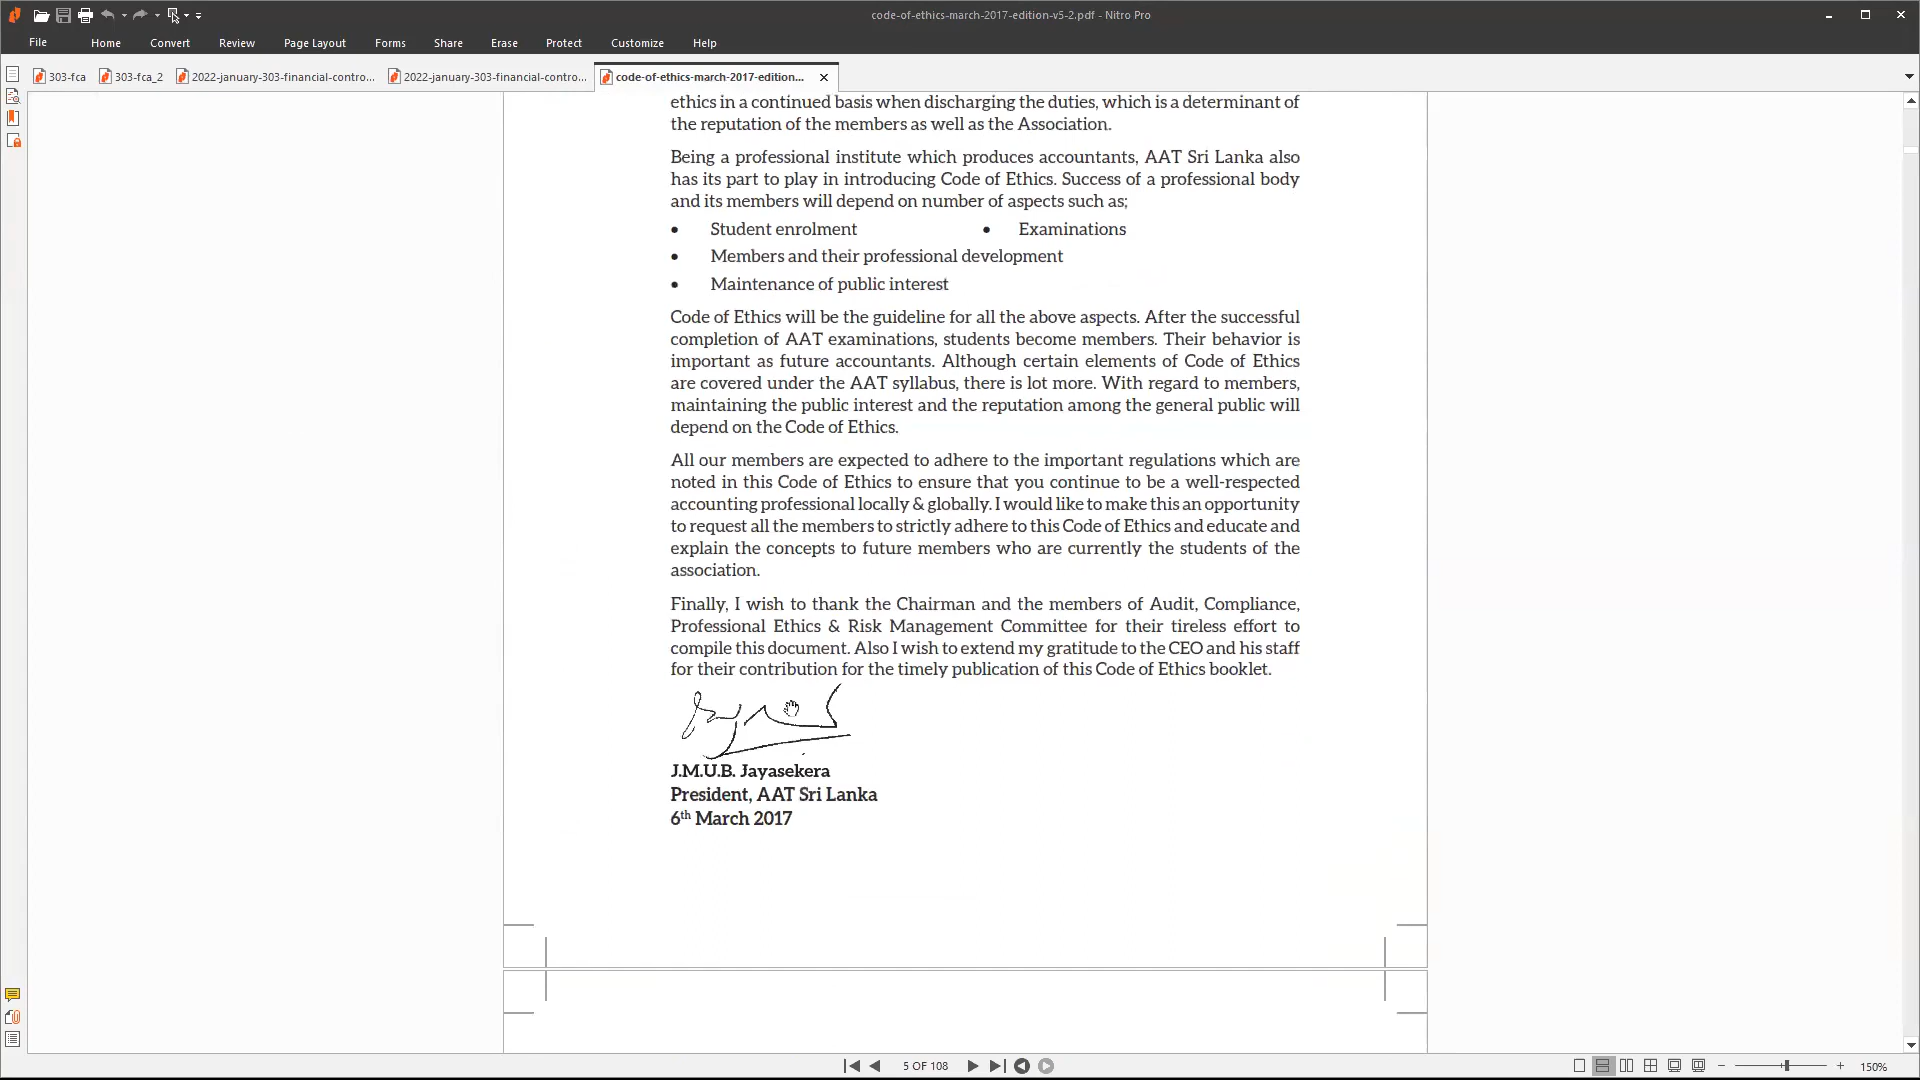 code-of-ethics-march-2017-edition-v5-2.pdf - Nitro Pro
File Home Convert Review Page Layout Forms Share Erase Protect Customize Help
303-fca 303-fca_2 2022-january-303-financial-contro... 2022-january-303-financial-contro... code-of-ethics-march-2017-edition...
ethics in a continued basis when discharging the duties, which is a determinant of
the reputation of the members as well as the Association.
Being a professional institute which produces accountants, AAT Sri Lanka also
has its part to play in introducing Code of Ethics. Success of a professional body
and its members will depend on number of aspects such as;
• Student enrolment • Examinations
• Members and their professional development
• Maintenance of public interest
Code of Ethics will be the guideline for all the above aspects. After the successful
completion of AAT examinations, students become members. Their behavior is
important as future accountants. Although certain elements of Code of Ethics
are covered under the AAT syllabus, there is lot more. With regard to members,
maintaining the public interest and the reputation among the general public will
depend on the Code of Ethics.
All our members are expected to adhere to the important regulations which are
noted in this Code of Ethics to ensure that you continue to be a well-respected
accounting professional locally & globally. I would like to make this an opportunity
to request all the members to strictly adhere to this Code of Ethics and educate and
explain the concepts to future members who are currently the students of the
association.
Finally, I wish to thank the Chairman and the members of Audit, Compliance,
Professional Ethics & Risk Management Committee for their tireless effort to
compile this document. Also I wish to extend my gratitude to the CEO and his staff
for their contribution for the timely publication of this Code of Ethics booklet.
J.M.U.B. Jayasekera
President, AAT Sri Lanka
6th March 2017
5 OF 108
150%